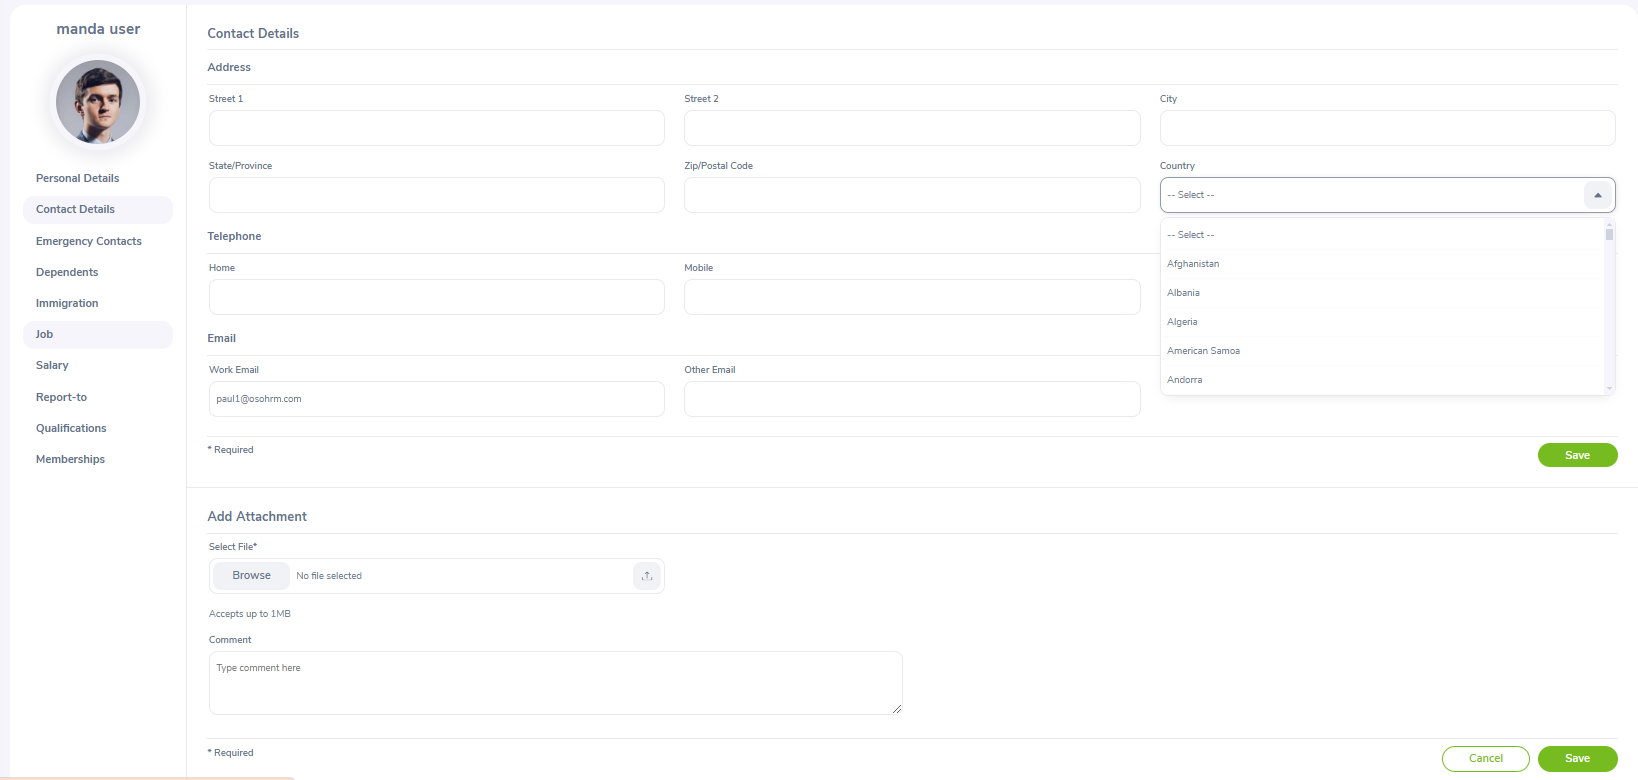 manda user
Personal Details
Contact Details
Emergency Contacts
Dependents
Immigration
Job
Salary
Report-to
Qualifications
Memberships
Contact Details
Address
Street 1
Street 2
City
State/Province
Zip/Postal Code
Country
-- Select --
-- Select --
Afghanistan
Albania
Algeria
American Samoa
Andorra
Telephone
Home
Mobile
Email
Work Email
Other Email
paul1@osohrm.com
* Required
Save
Add Attachment
Select File*
Browse
No file selected
Accepts up to 1MB
Comment
Type comment here
* Required
Cancel
Save